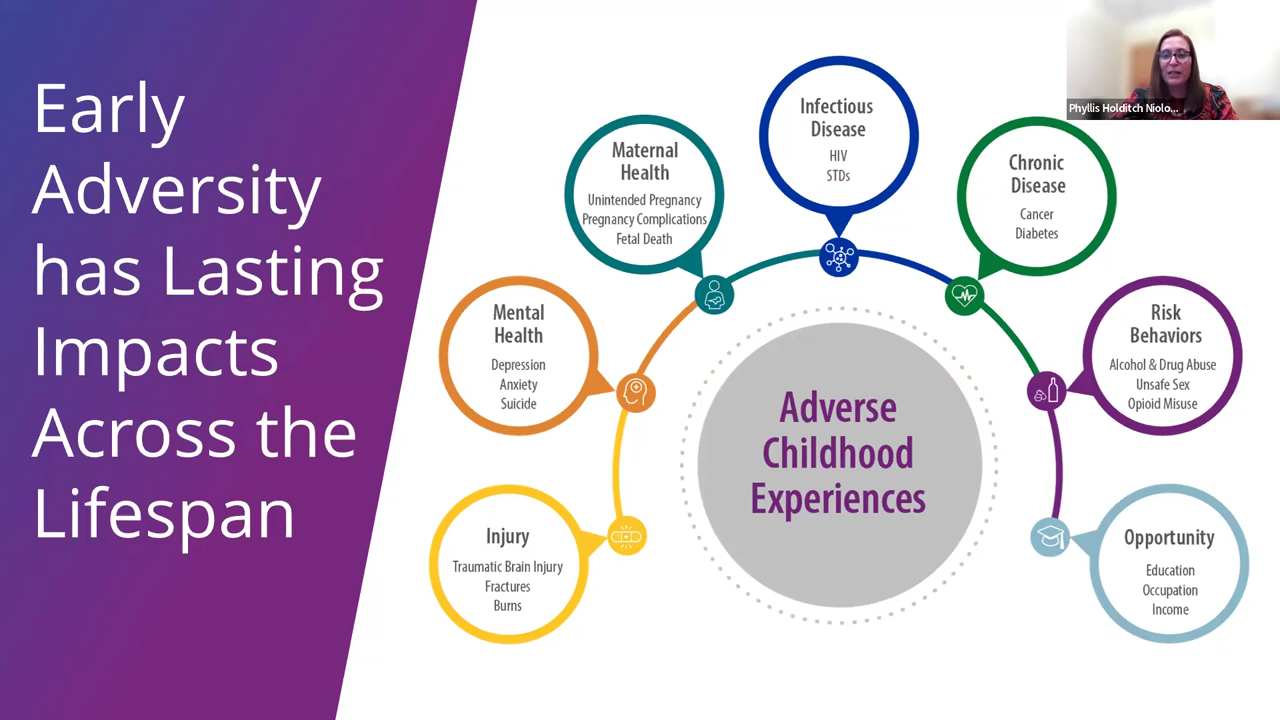 Early
Adversity
has Lasting
Impacts
Across the
Lifespan
Phyllis Holditch Niolo...
Infectious
Disease
HIV
STDs
Maternal
Health
Unintended Pregnancy
Pregnancy Complications
Fetal Death
Chronic
Disease
Cancer
Diabetes
Mental
Health
Depression
Anxiety
Suicide
Risk
Behaviors
Alcohol & Drug Abuse
Unsafe Sex
Opioid Misuse
Adverse
Childhood
Experiences
Injury
Traumatic Brain Injury
Fractures
Burns
Opportunity
Education
Occupation
Income